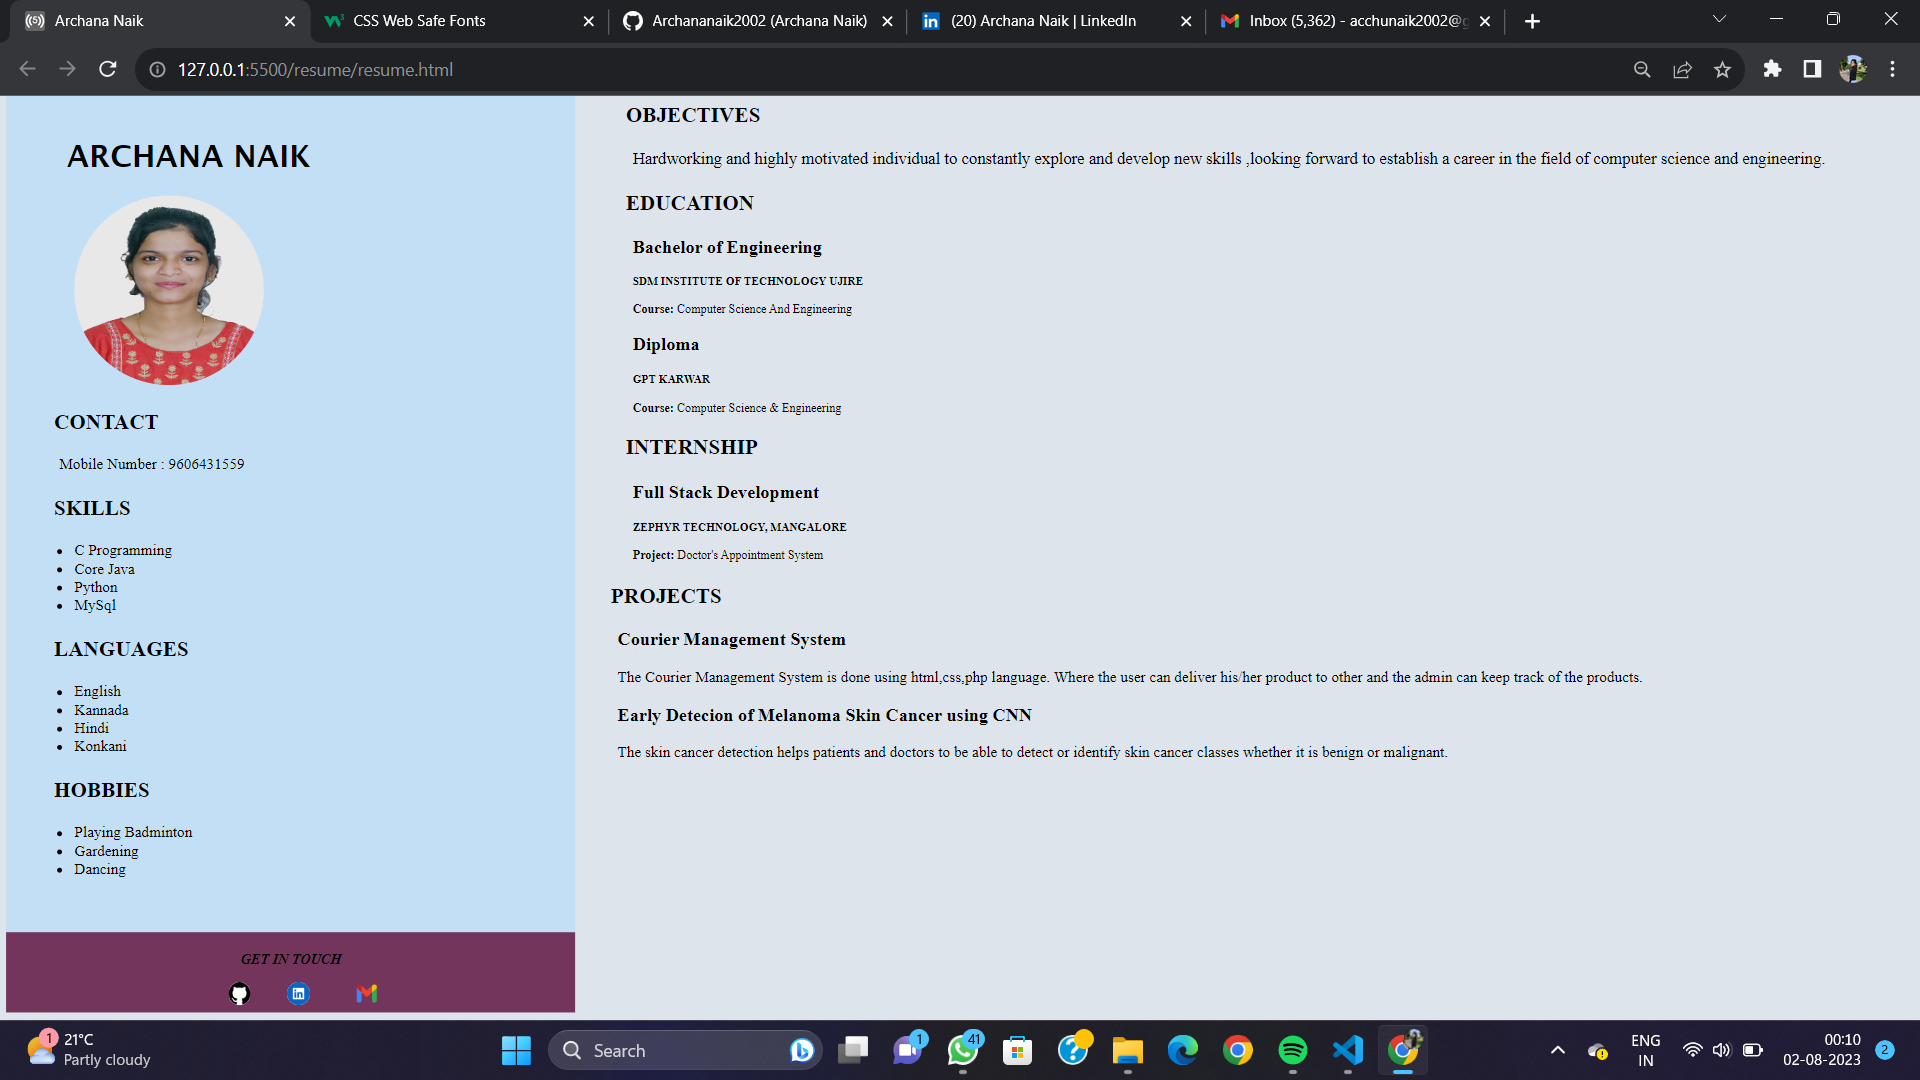 Archana Naik
CSS Web Safe Fonts
Archananaik2002 (Archana Naik)
(20) Archana Naik | LinkedIn
Inbox (5,362) - acchunaik2002@g
127.0.0.1:5500/resume/resume.html
ARCHANA NAIK
CONTACT
Mobile Number : 9606431559
SKILLS
C Programming
Core Java
Python
MySql
LANGUAGES
English
Kannada
Hindi
Konkani
HOBBIES
Playing Badminton
Gardening
Dancing
GET IN TOUCH
OBJECTIVES
Hardworking and highly motivated individual to constantly explore and develop new skills ,looking forward to establish a career in the field of computer science and engineering.
EDUCATION
Bachelor of Engineering
SDM INSTITUTE OF TECHNOLOGY UJIRE
Course: Computer Science And Engineering
Diploma
GPT KARWAR
Course: Computer Science & Engineering
INTERNSHIP
Full Stack Development
ZEPHYR TECHNOLOGY, MANGALORE
Project: Doctor's Appointment System
PROJECTS
Courier Management System
The Courier Management System is done using html,css,php language. Where the user can deliver his/her product to other and the admin can keep track of the products.
Early Detecion of Melanoma Skin Cancer using CNN
The skin cancer detection helps patients and doctors to be able to detect or identify skin cancer classes whether it is benign or malignant.
1
21°C
Partly cloudy
Search
1
41
ENG
IN
00:10
02-08-2023
2